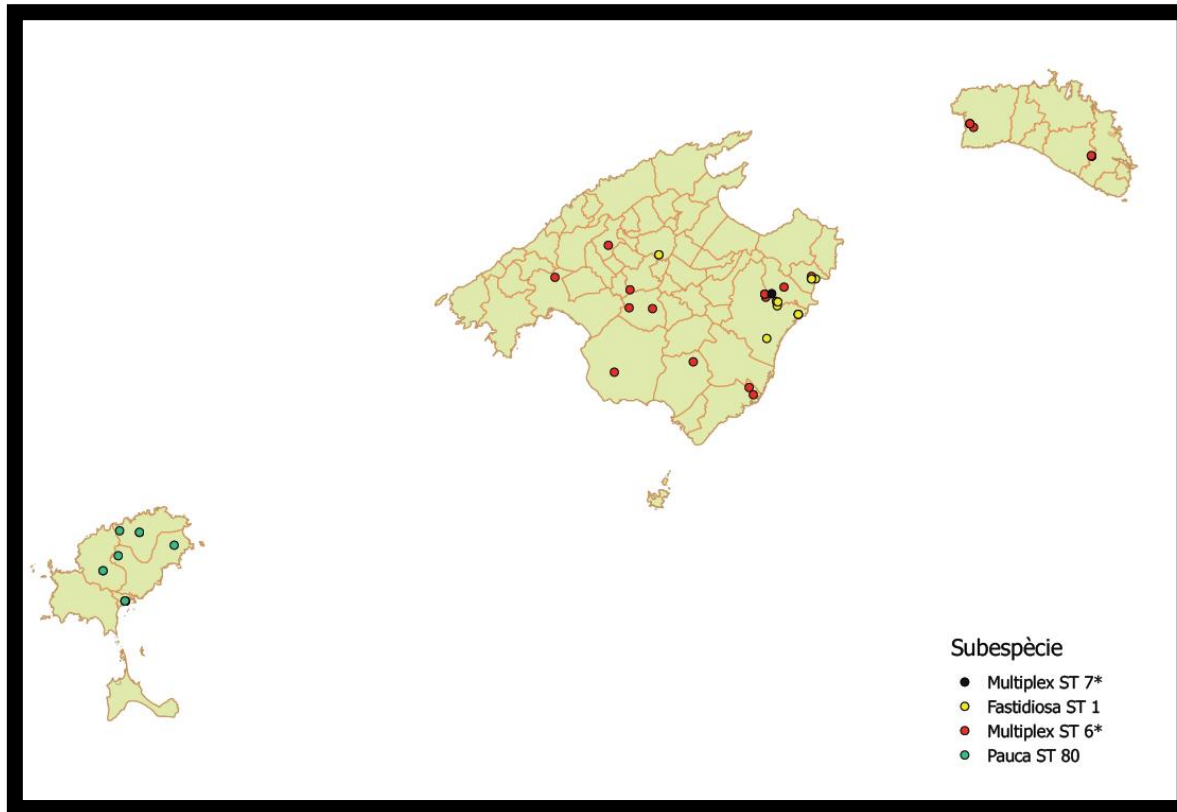 Subespècie
Multiplex ST 7*
Fastidiosa ST 1
Multiplex ST 6*
Pauca ST 80